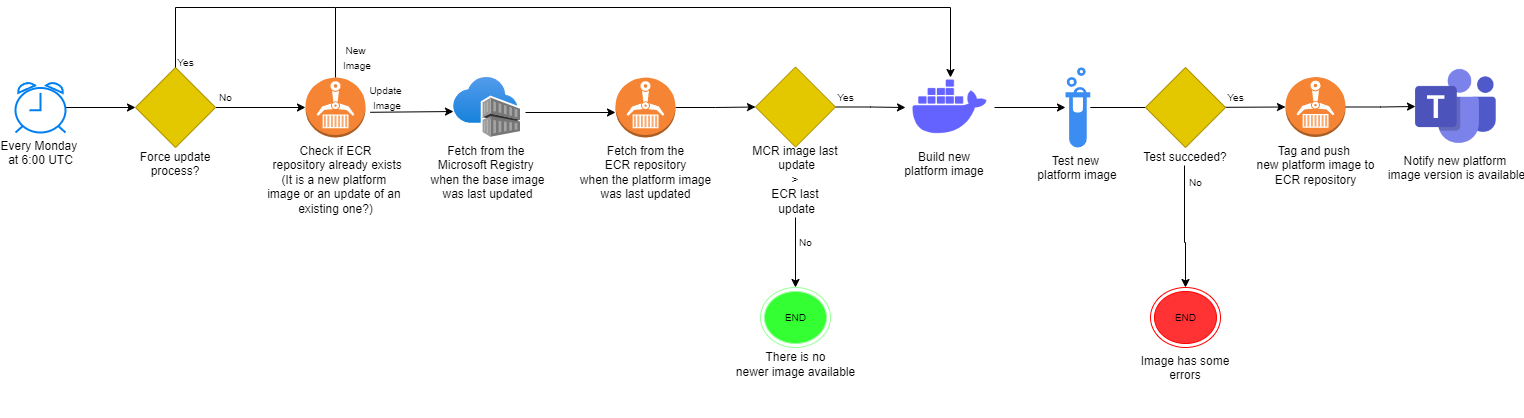 Every Monday
at 6:00 UTC
Yes
Force update
process?
No
New
Image
Update
Image
Check if ECR
repository already exists
(It is a new platform
image or an update of an
existing one?)
Fetch from the
Microsoft Registry
when the base image
was last updated
Fetch from the
ECR repository
when the platform image
was last updated
MCR image last
update
>
ECR last
update
Yes
No
END
There is no
newer image available
Build new
platform image
Test new
platform image
Test succeded?
Yes
No
END
Image has some
errors
Tag and push
new platform image to
ECR repository
T
Notify new platform
image version is available